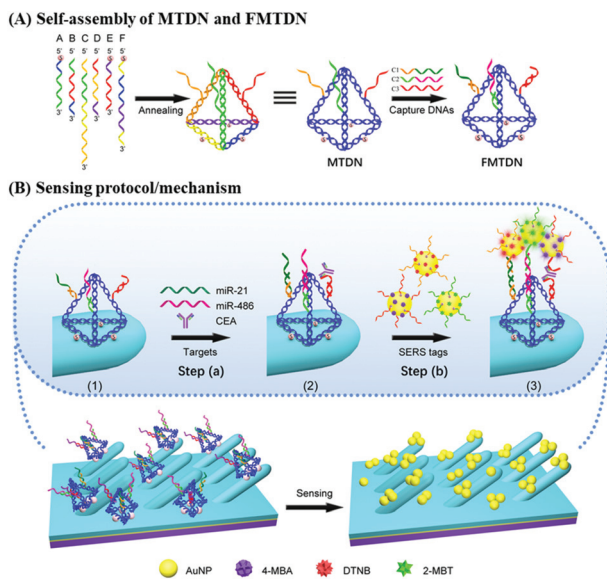 (A) Self-assembly of MTDN and FMTDN
A B C D E F
5' 5' 5' 5' 5' 5'
3' 3' 3' 3' 3' 3'
Annealing
MTDN
C1
C2
C3
Capture DNAs
FMTDN
(B) Sensing protocol/mechanism
(1)
miR-21
miR-486
CEA
Targets
Step (a)
(2)
SERS tags
Step (b)
(3)
Sensing
AuNP 4-MBA DTNB 2-MBT